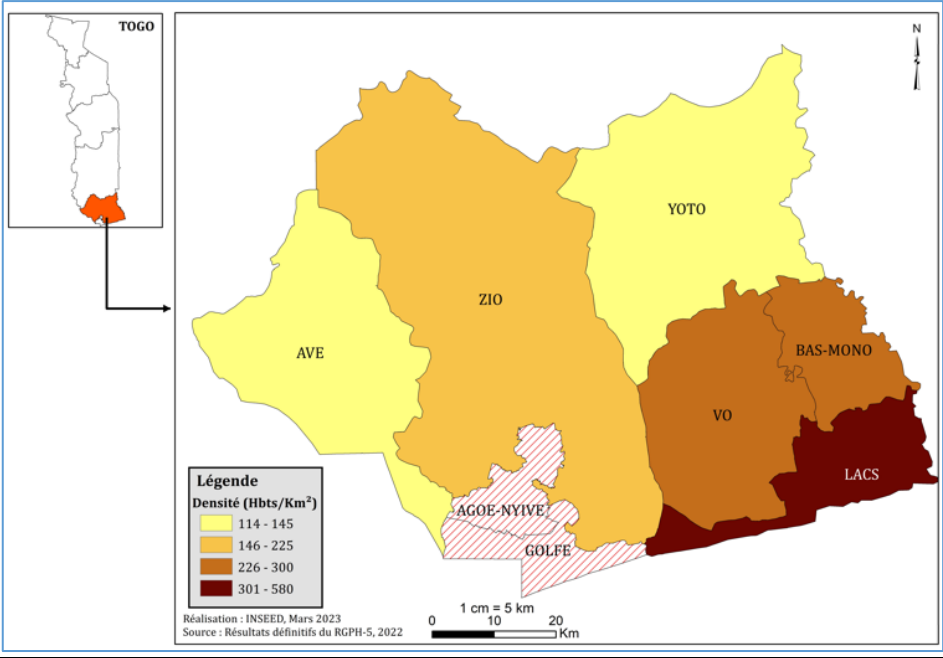 TOGO
N
YOTO
ZIO
AVE
BAS-MONO
VO
LACS
AGOE-NYIVE
GOLFE
Légende
Densité (Hbts/Km²)
114 - 145
146 - 225
226 - 300
301 - 580
Réalisation : INSEED, Mars 2023
Source : Résultats définitifs du RGPH-5, 2022
1 cm = 5 km
0 10 20
Km